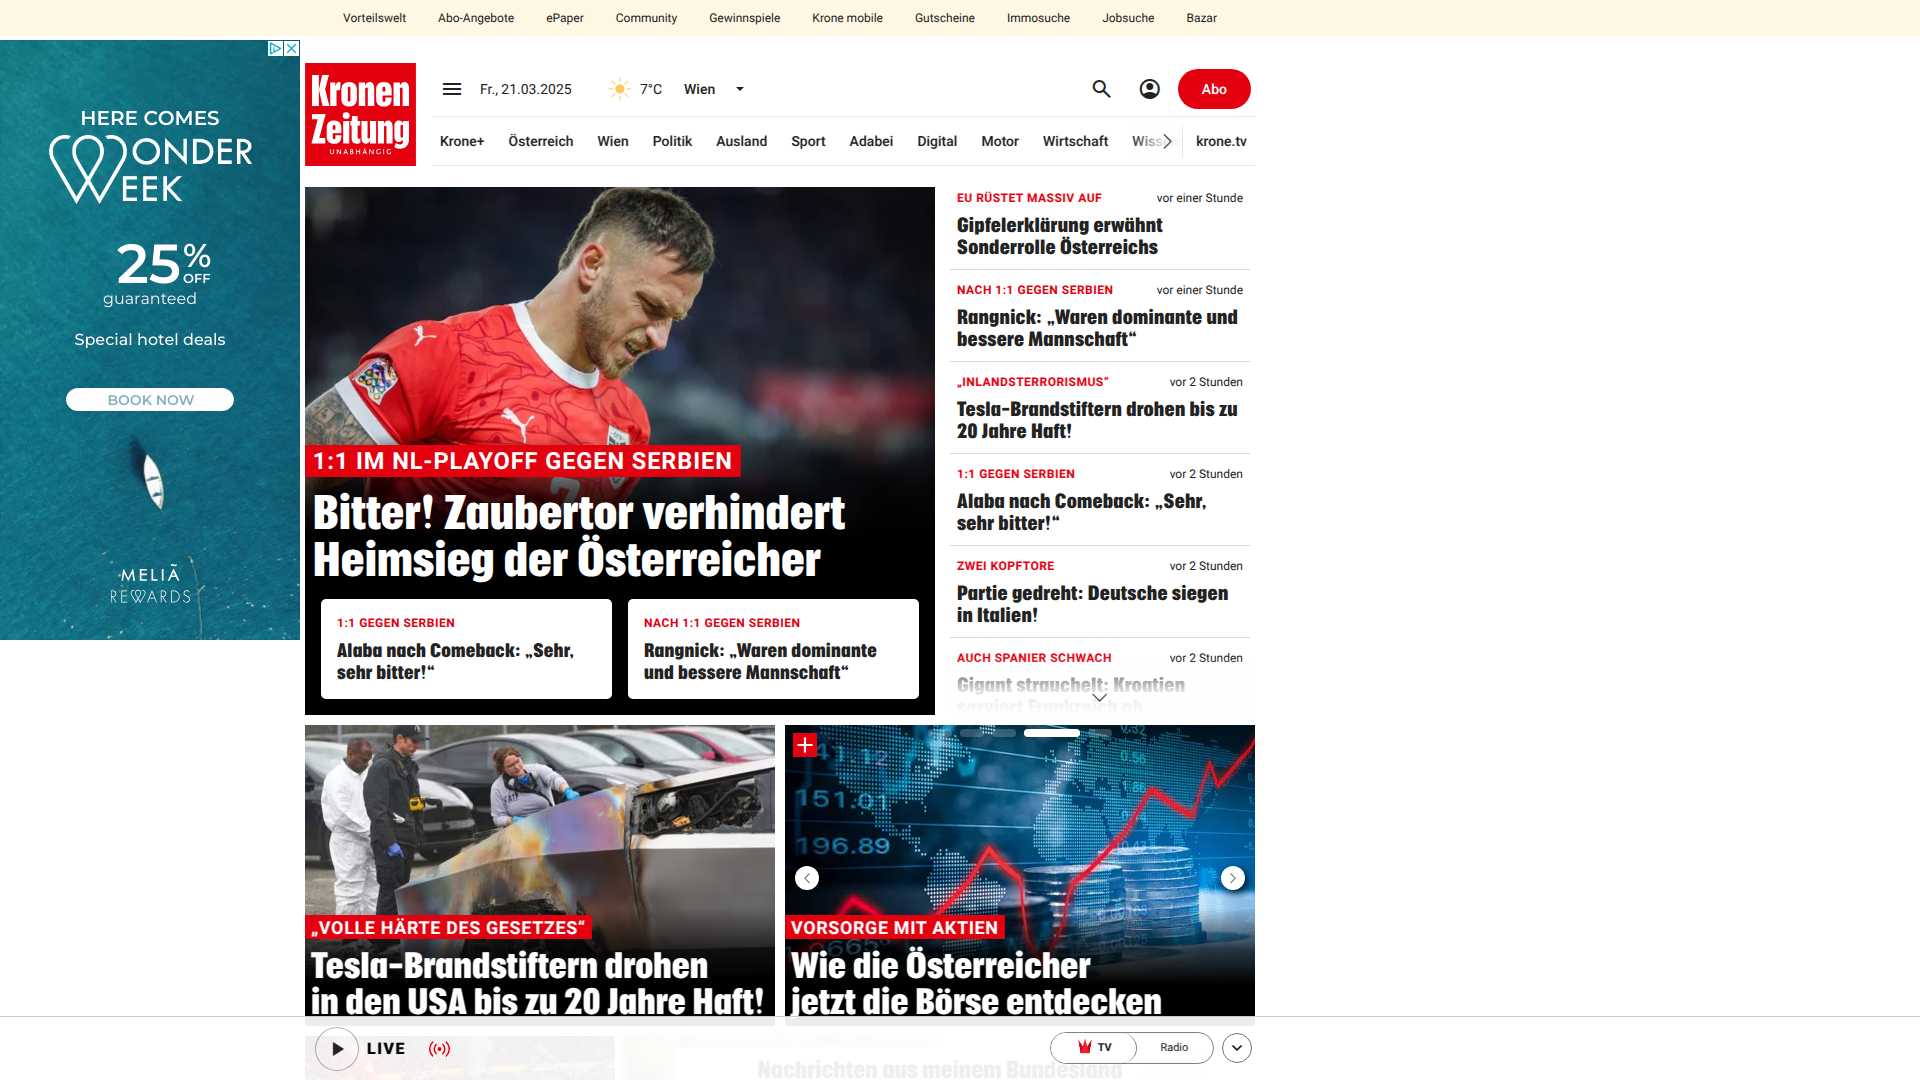 Vorteilswelt Abo-Angebote ePaper Community Gewinnspiele Krone mobile Gutscheine Immosuche Jobsuche Bazar
HERE COMES
WONDER
WEEK
25%
OFF
guaranteed
Special hotel deals
BOOK NOW
MELIÃ
REWARDS
Kronen
Zeitung
UNABHÄNGIG
Fr., 21.03.2025 7°C Wien
Abo
Krone+ Österreich Wien Politik Ausland Sport Adabei Digital Motor Wirtschaft Wiss krone.tv
1:1 IM NL-PLAYOFF GEGEN SERBIEN
Bitter! Zaubertor verhindert
Heimsieg der Österreicher
1:1 GEGEN SERBIEN
Alaba nach Comeback: „Sehr,
sehr bitter!“
NACH 1:1 GEGEN SERBIEN
Rangnick: „Waren dominante
und bessere Mannschaft“
EU RÜSTET MASSIV AUF vor einer Stunde
Gipfelerklärung erwähnt
Sonderrolle Österreichs
NACH 1:1 GEGEN SERBIEN vor einer Stunde
Rangnick: „Waren dominante und
bessere Mannschaft“
„INLANDSTERRORISMUS“ vor 2 Stunden
Tesla-Brandstiftern drohen bis zu
20 Jahre Haft!
1:1 GEGEN SERBIEN vor 2 Stunden
Alaba nach Comeback: „Sehr,
sehr bitter!“
ZWEI KOPFTORE vor 2 Stunden
Partie gedreht: Deutsche siegen
in Italien!
AUCH SPANIER SCHWACH vor 2 Stunden
Gigant strauchelt: Kroatien
serviert Frankreich ab
„VOLLE HÄRTE DES GESETZES“
Tesla-Brandstiftern drohen
in den USA bis zu 20 Jahre Haft!
151.01
196.89
0.56
VORSORGE MIT AKTIEN
Wie die Österreicher
jetzt die Börse entdecken
LIVE
TV Radio
Nachrichten aus meinem Bundesland